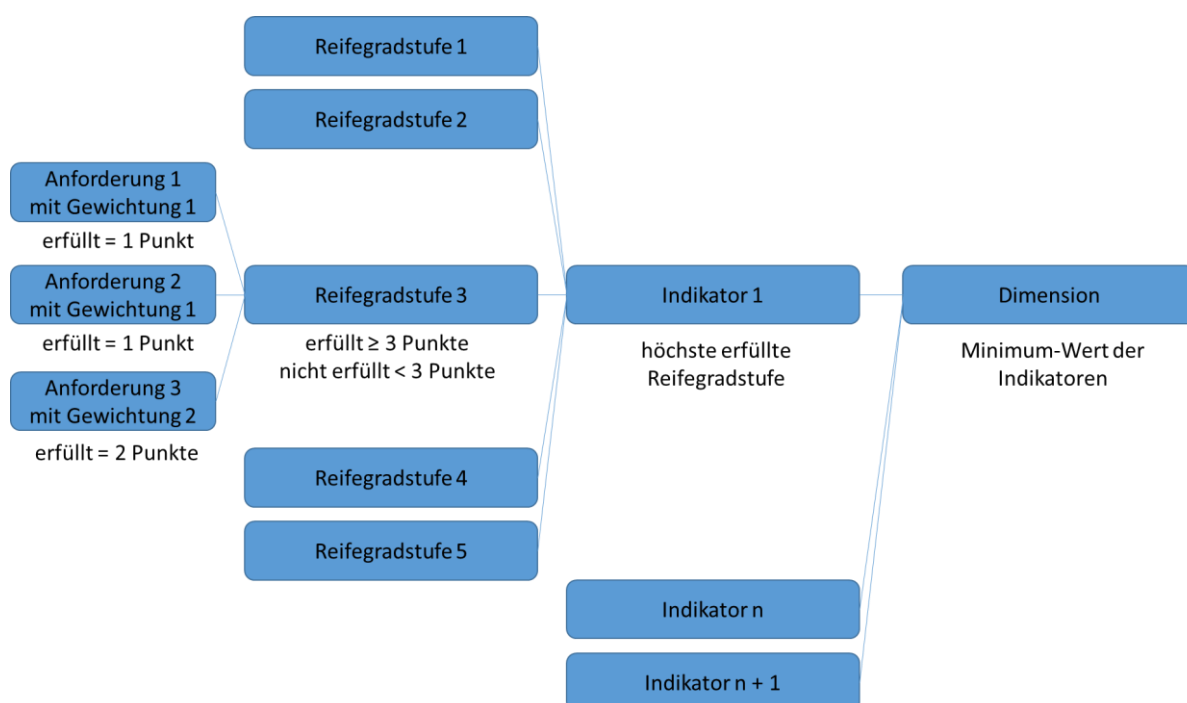 Reifegradstufe 1
Reifegradstufe 2
Anforderung 1
mit Gewichtung 1
erfüllt = 1 Punkt
Anforderung 2
mit Gewichtung 1
erfüllt = 1 Punkt
Anforderung 3
mit Gewichtung 2
erfüllt = 2 Punkte
Reifegradstufe 3
erfüllt ≥ 3 Punkte
nicht erfüllt < 3 Punkte
Reifegradstufe 4
Reifegradstufe 5
Indikator 1
höchste erfüllte
Reifegradstufe
Indikator n
Indikator n + 1
Dimension
Minimum-Wert der
Indikatoren